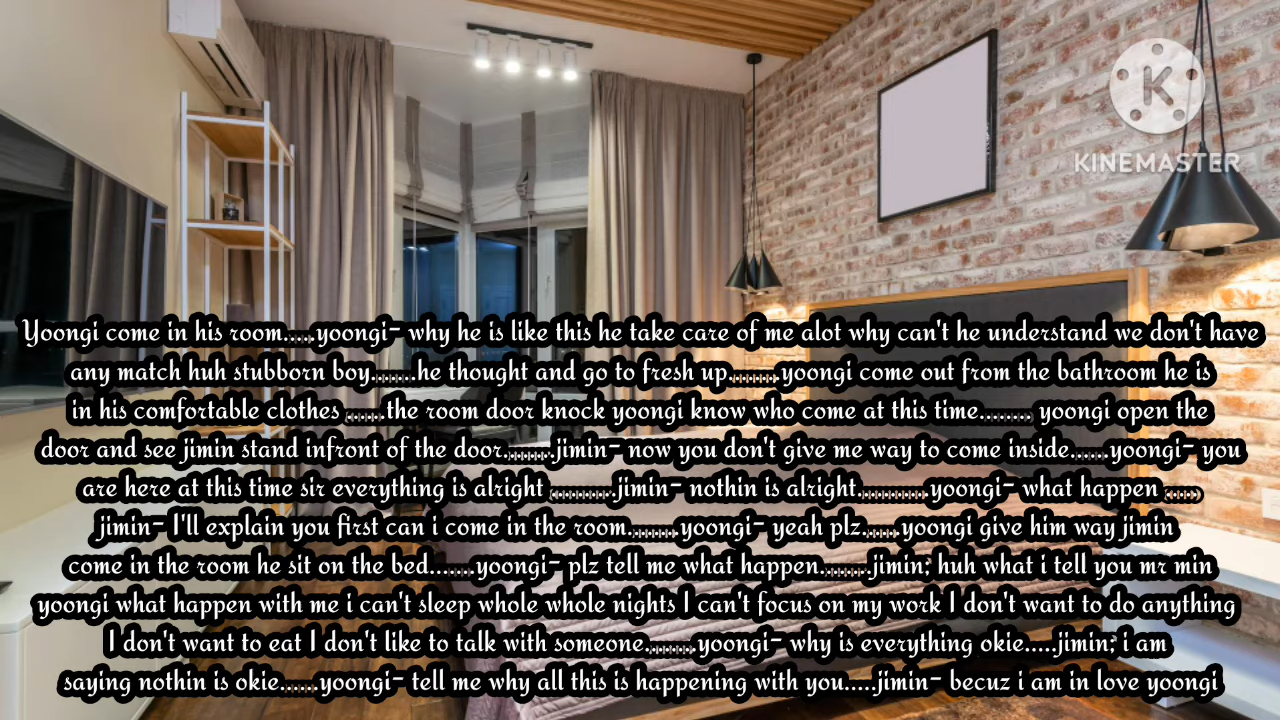 KINEMASTER
Yoongi come in his room.....yoongi- why he is like this he take care of me alot why can't he understand we don't have
any match huh stubborn boy........he thought and go to fresh up.........yoongi come out from the bathroom he is
in his comfortable clothes .......the room door knock yoongi know who come at this time......... yoongi open the
door and see jimin stand infront of the door.........jimin- now you don't give me way to come inside.......yoongi- you
are here at this time sir everything is alright ...........jimin- nothin is alright............yoongi- what happen ......
jimin- I'll explain you first can i come in the room.........yoongi- yeah plz......yoongi give him way jimin
come in the room he sit on the bed........yoongi- plz tell me what happen.........jimin; huh what i tell you mr min
yoongi what happen with me i can't sleep whole whole nights I can't focus on my work I don't want to do anything
I don't want to eat I don't like to talk with someone.........yoongi- why is everything okie.....jimin; i am
saying nothin is okie.......yoongi- tell me why all this is happening with you.....jimin- becuz i am in love yoongi